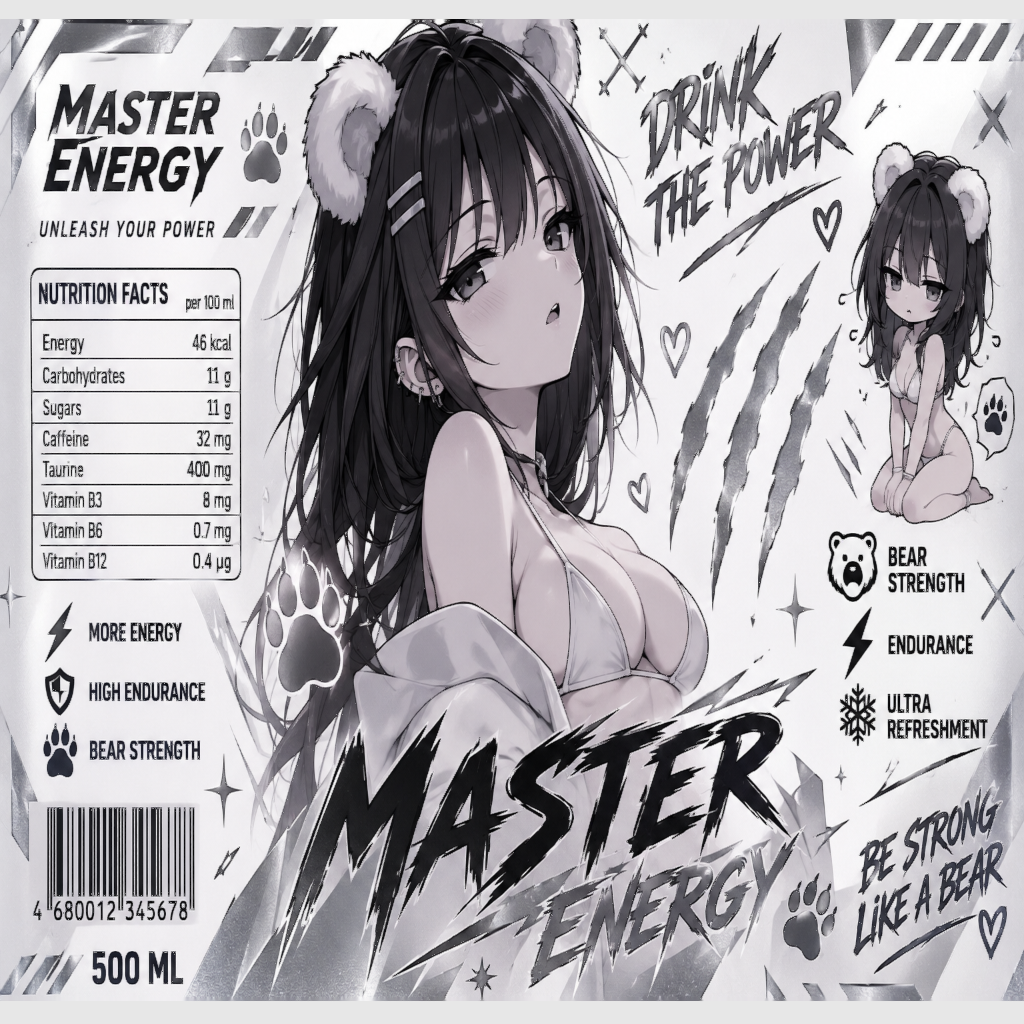 MASTER
ENERGY
UNLEASH YOUR POWER
NUTRITION FACTS per 100 ml
Energy 46 kcal
Carbohydrates 11 g
Sugars 11 g
Caffeine 32 mg
Taurine 400 mg
Vitamin B3 8 mg
Vitamin B6 0.7 mg
Vitamin B12 0.4 µg
MORE ENERGY
HIGH ENDURANCE
BEAR STRENGTH
4 680012 345678
500 ML
DRINK
THE POWER
MASTER
ENERGY
BEAR
STRENGTH
ENDURANCE
ULTRA
REFRESHMENT
BE STRONG
LIKE A BEAR